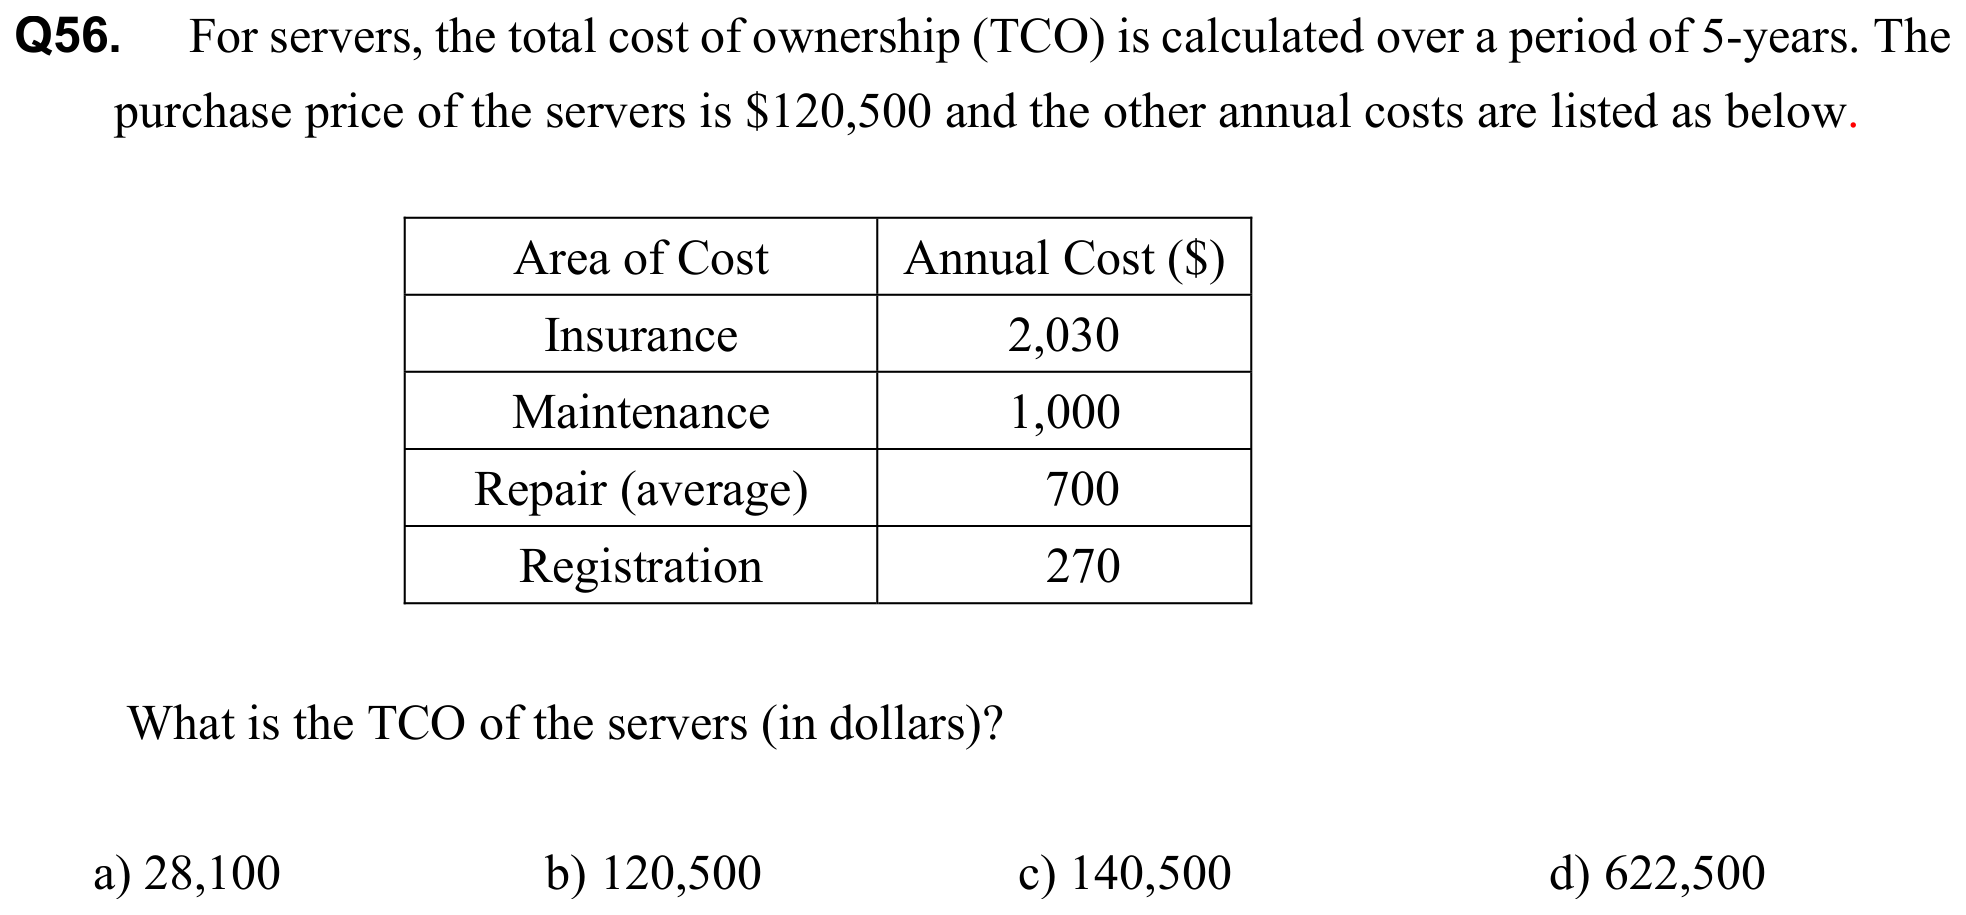 Q56. For servers, the total cost of ownership (TCO) is calculated over a period of 5-years. The
purchase price of the servers is $120,500 and the other annual costs are listed as below.
Area of Cost Annual Cost ($)
Insurance 2,030
Maintenance 1,000
Repair (average) 700
Registration 270
What is the TCO of the servers (in dollars)?
a) 28,100 b) 120,500 c) 140,500 d) 622,500